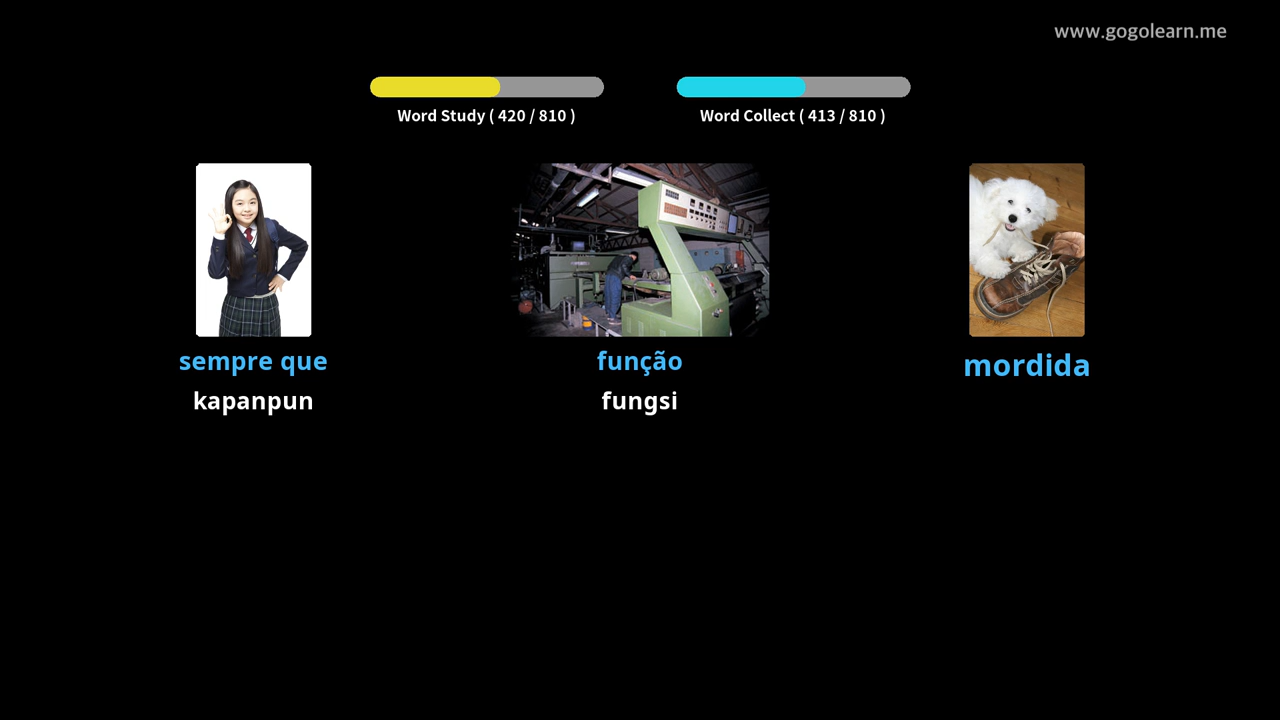 www.gogolearn.me
Word Study ( 420 / 810 )
Word Collect ( 413 / 810 )
sempre que
função
mordida
kapanpun
fungsi